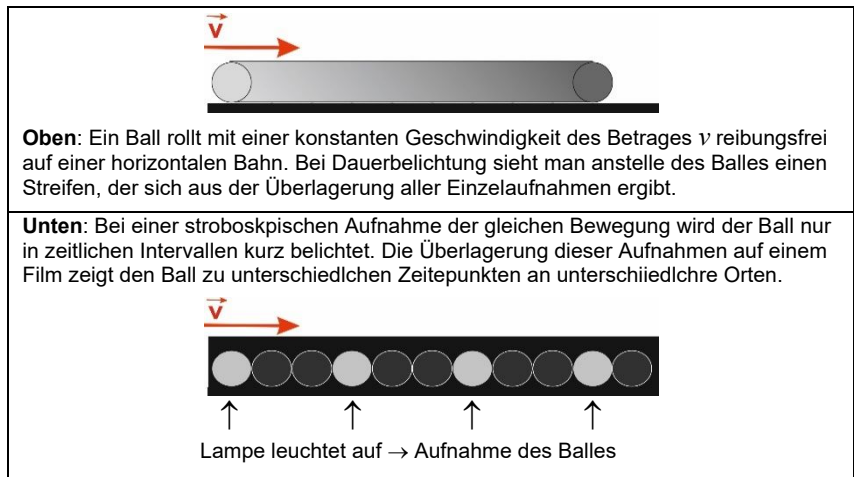 v
Oben: Ein Ball rollt mit einer konstanten Geschwindigkeit des Betrages v reibungsfrei
auf einer horizontalen Bahn. Bei Dauerbelichtung sieht man anstelle des Balles einen
Streifen, der sich aus der Überlagerung aller Einzelaufnahmen ergibt.
Unten: Bei einer stroboskpischen Aufnahme der gleichen Bewegung wird der Ball nur
in zeitlichen Intervallen kurz belichtet. Die Überlagerung dieser Aufnahmen auf einem
Film zeigt den Ball zu unterschiedlchen Zeitepunkten an unterschiiedlchre Orten.
v
Lampe leuchtet auf → Aufnahme des Balles